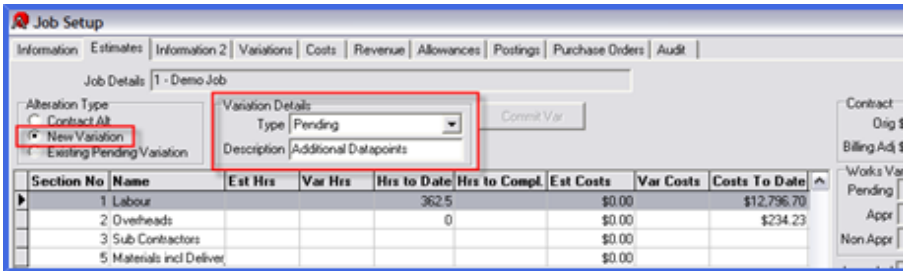 Job Setup
Information Estimates Information 2 Variations Costs Revenue Allowances Postings Purchase Orders Audit
Job Details 1 - Demo Job
Alteration Type Variation Details Contract
Contract Alt Type Pending Commit Var Orig $
New Variation
Existing Pending Variation Description Additional Datapoints Billing Adj $
Section No Name Est Hrs Var Hrs Hrs to Date Hrs to Compl. Est Costs Var Costs Costs To Date Works Var
1 Labour 362.5 $0.00 $12,796.70 Pending
2 Overheads 0 $0.00 $234.23 Appr
3 Sub Contractors $0.00 Non Appr
5 Materials incl Deliver $0.00